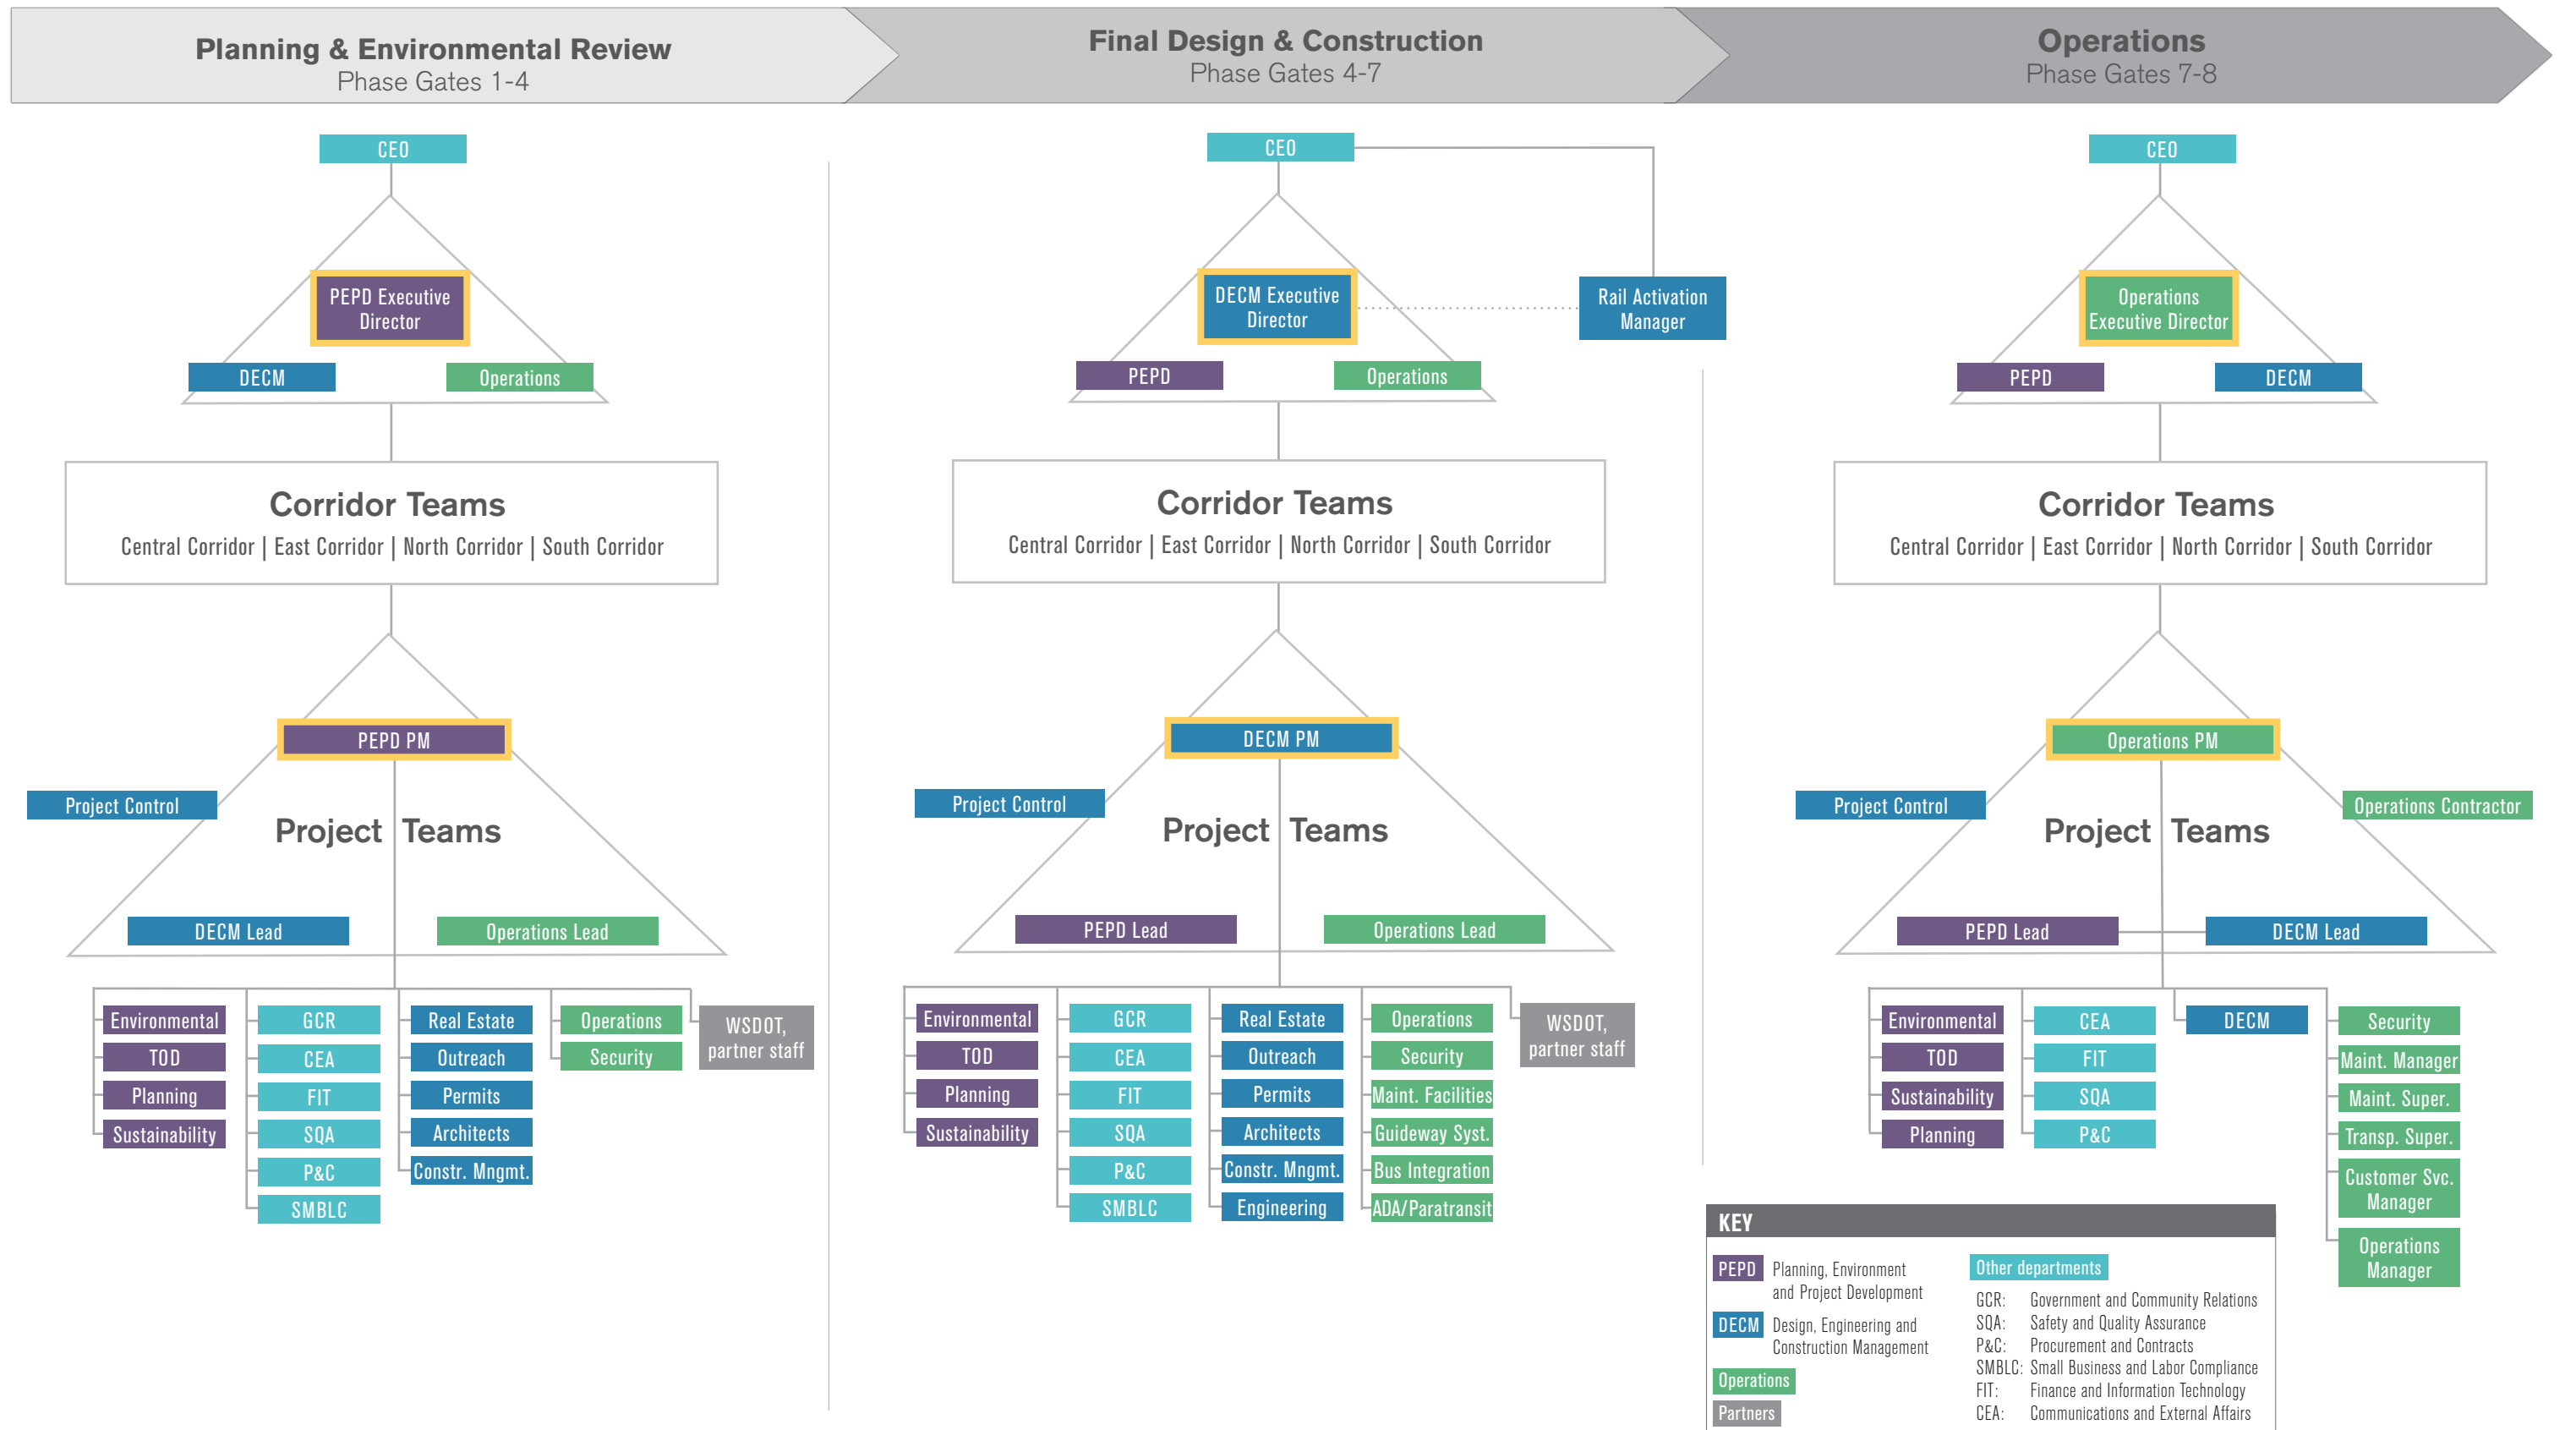 Planning & Environmental Review
Phase Gates 1-4
Final Design & Construction
Phase Gates 4-7
Operations
Phase Gates 7-8
CEO
PEPD Executive
Director
DECM
Operations
Corridor Teams
Central Corridor | East Corridor | North Corridor | South Corridor
PEPD PM
Project Control
Project Teams
DECM Lead
Operations Lead
Environmental
TOD
Planning
Sustainability
GCR
CEA
FIT
SQA
P&C
SMBLC
Real Estate
Outreach
Permits
Architects
Constr. Mngmt.
Operations
Security
WSDOT,
partner staff
CEO
DECM Executive
Director
Rail Activation
Manager
PEPD
Operations
Corridor Teams
Central Corridor | East Corridor | North Corridor | South Corridor
DECM PM
Project Control
Project Teams
PEPD Lead
Operations Lead
Environmental
TOD
Planning
Sustainability
GCR
CEA
FIT
SQA
P&C
SMBLC
Real Estate
Outreach
Permits
Architects
Constr. Mngmt.
Engineering
Operations
Security
Maint. Facilities
Guideway Syst.
Bus Integration
ADA/Paratransit
WSDOT,
partner staff
CEO
Operations
Executive Director
PEPD
DECM
Corridor Teams
Central Corridor | East Corridor | North Corridor | South Corridor
Operations PM
Project Control
Operations Contractor
Project Teams
PEPD Lead
DECM Lead
Environmental
TOD
Sustainability
Planning
CEA
FIT
SQA
P&C
DECM
Security
Maint. Manager
Maint. Super.
Transp. Super.
Customer Svc.
Manager
Operations
Manager
KEY
PEPD Planning, Environment
and Project Development
DECM Design, Engineering and
Construction Management
Operations
Partners
Other departments
GCR: Government and Community Relations
SQA: Safety and Quality Assurance
P&C: Procurement and Contracts
SMBLC: Small Business and Labor Compliance
FIT: Finance and Information Technology
CEA: Communications and External Affairs